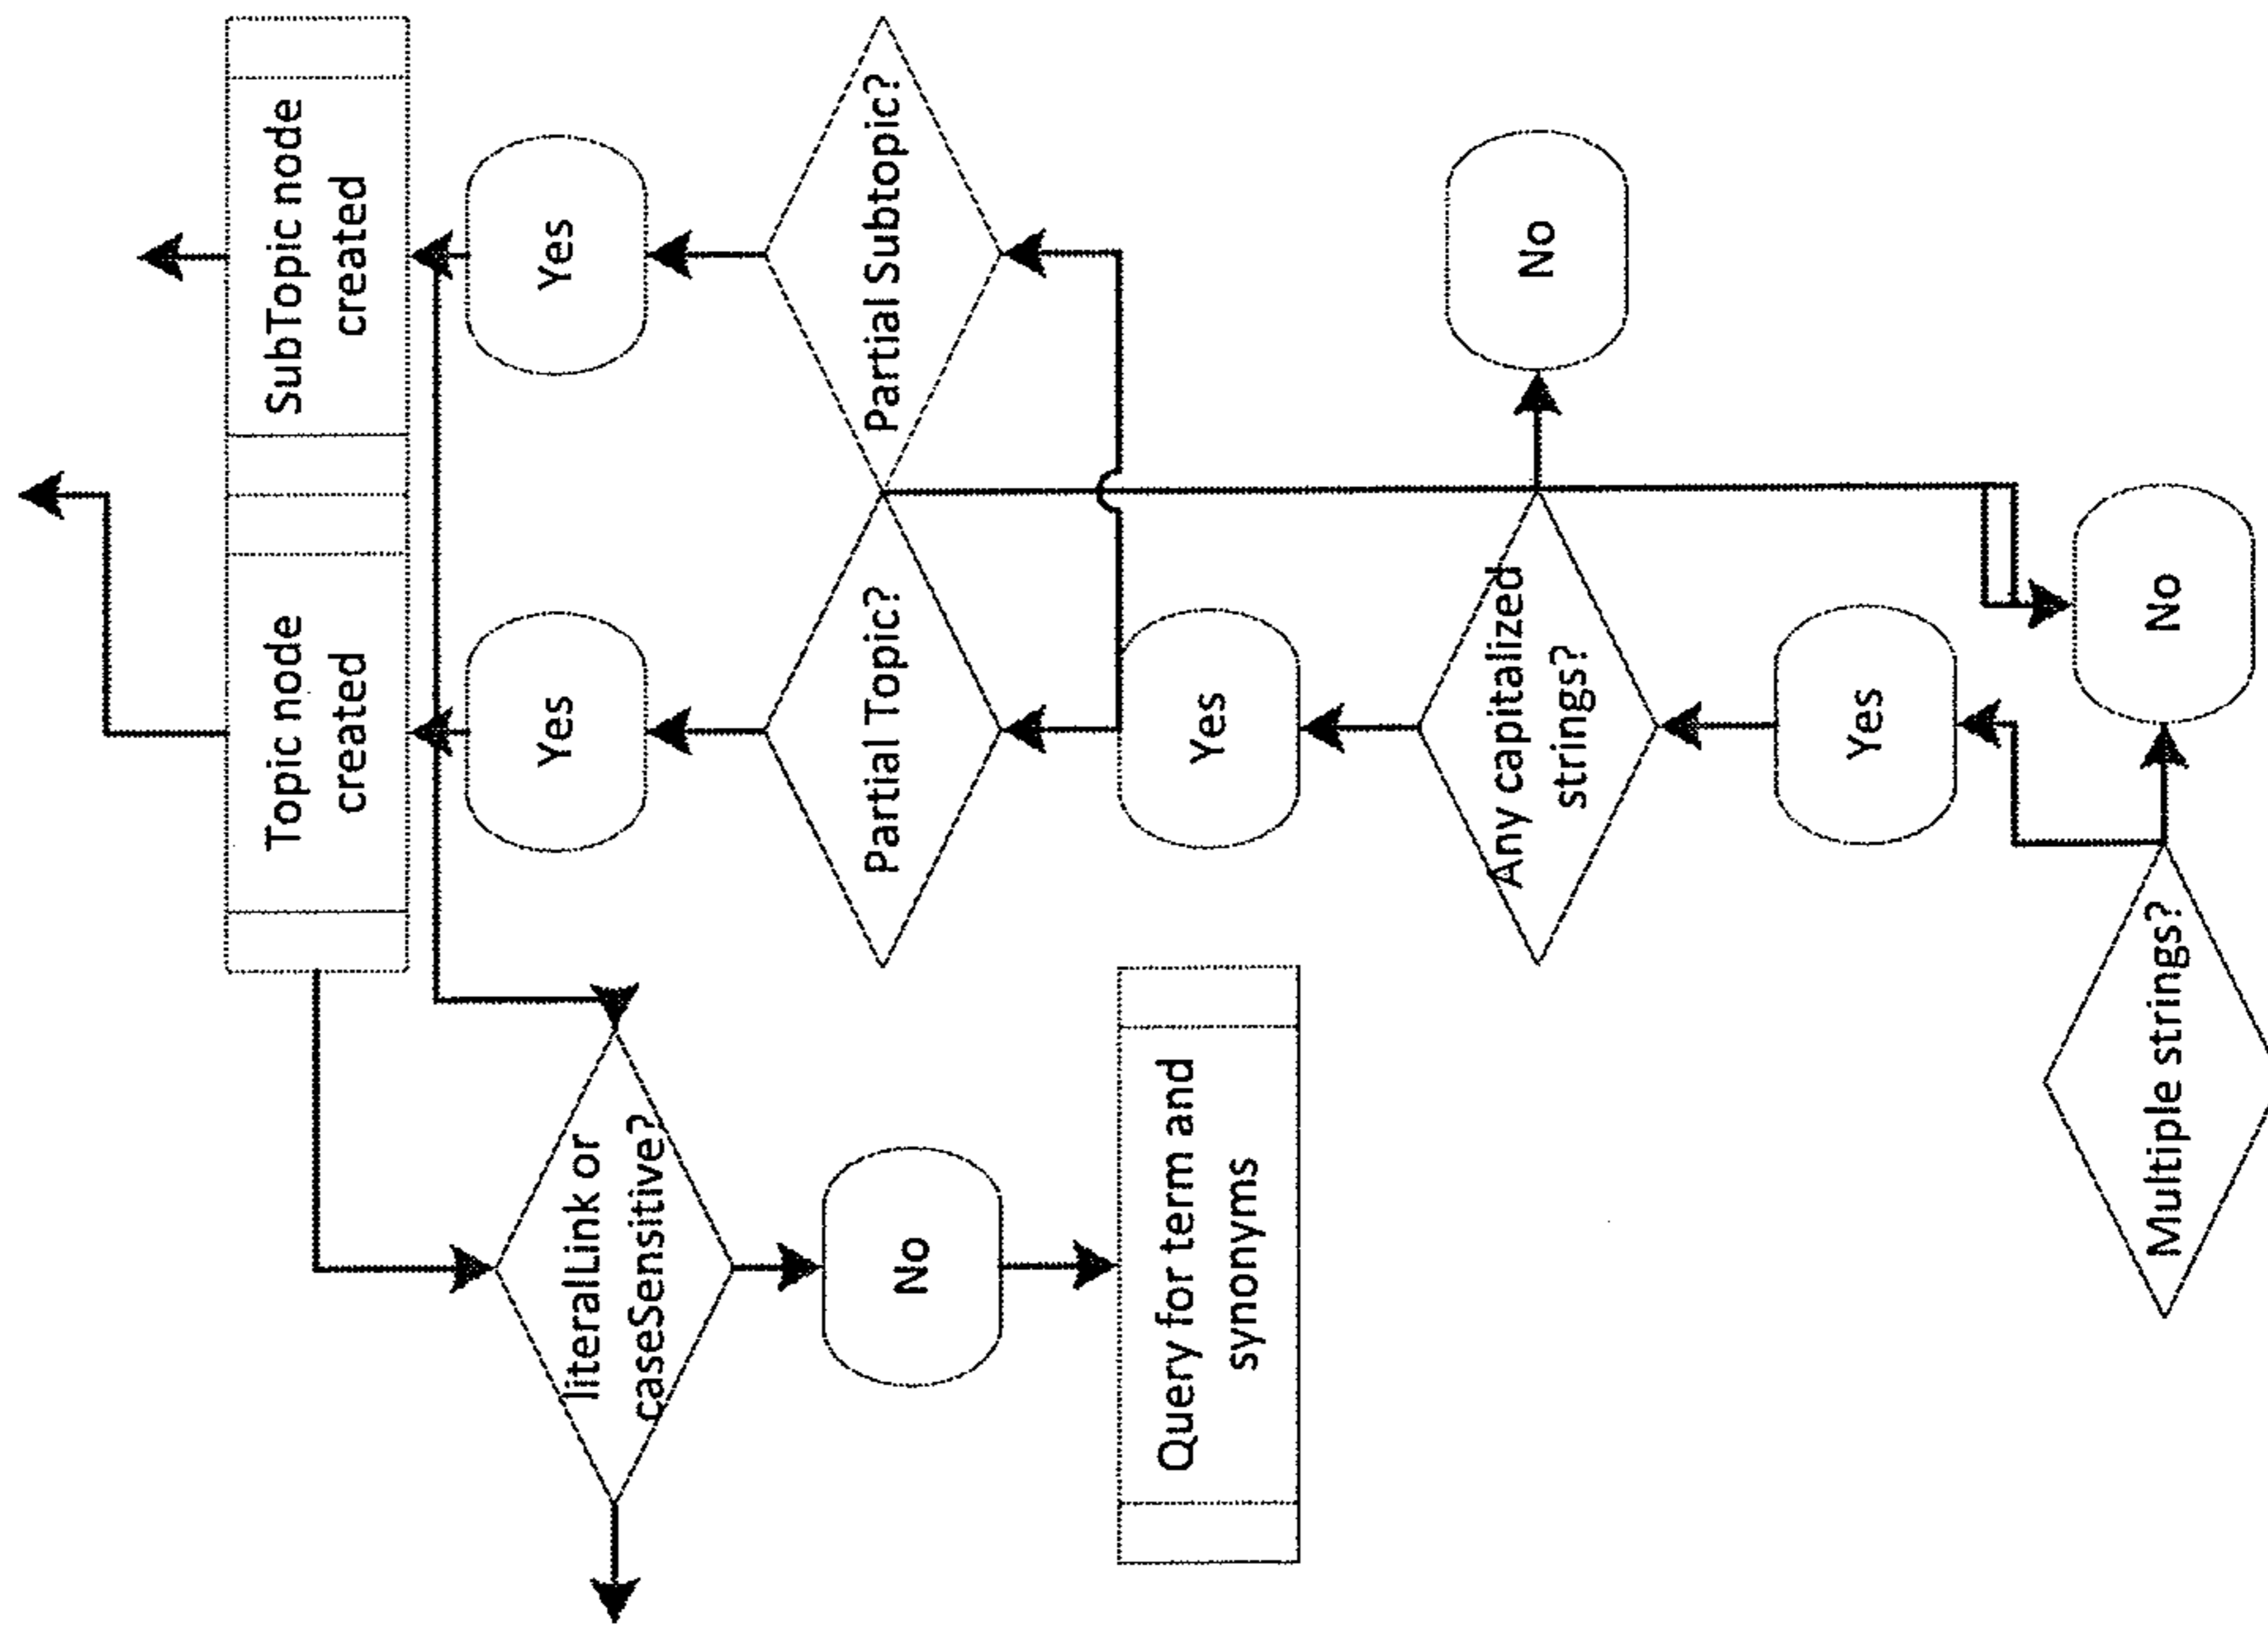 Topic node
created
SubTopic node
created
literalLink or
caseSensitive?
Yes
Yes
No
Partial Topic?
Partial Subtopic?
Query for term and
synonyms
Yes
Any capitalized
strings?
No
Yes
Multiple strings?
No